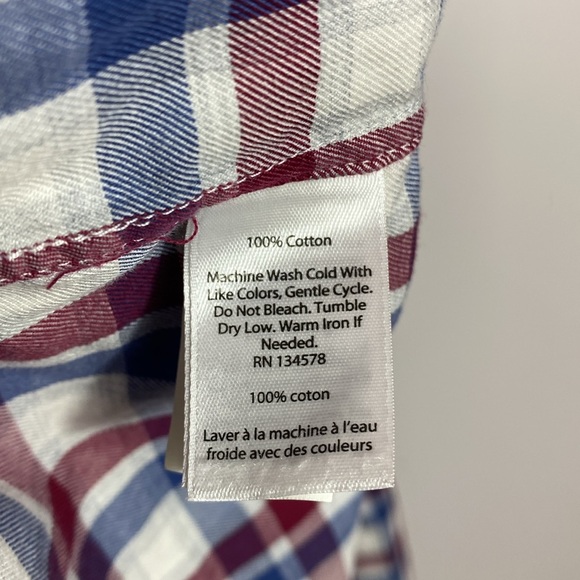 100% Cotton
Machine Wash Cold With
Like Colors, Gentle Cycle.
Do Not Bleach. Tumble
Dry Low. Warm Iron If
Needed.
RN 134578
100% coton
Laver à la machine à l'eau
froide avec des couleurs